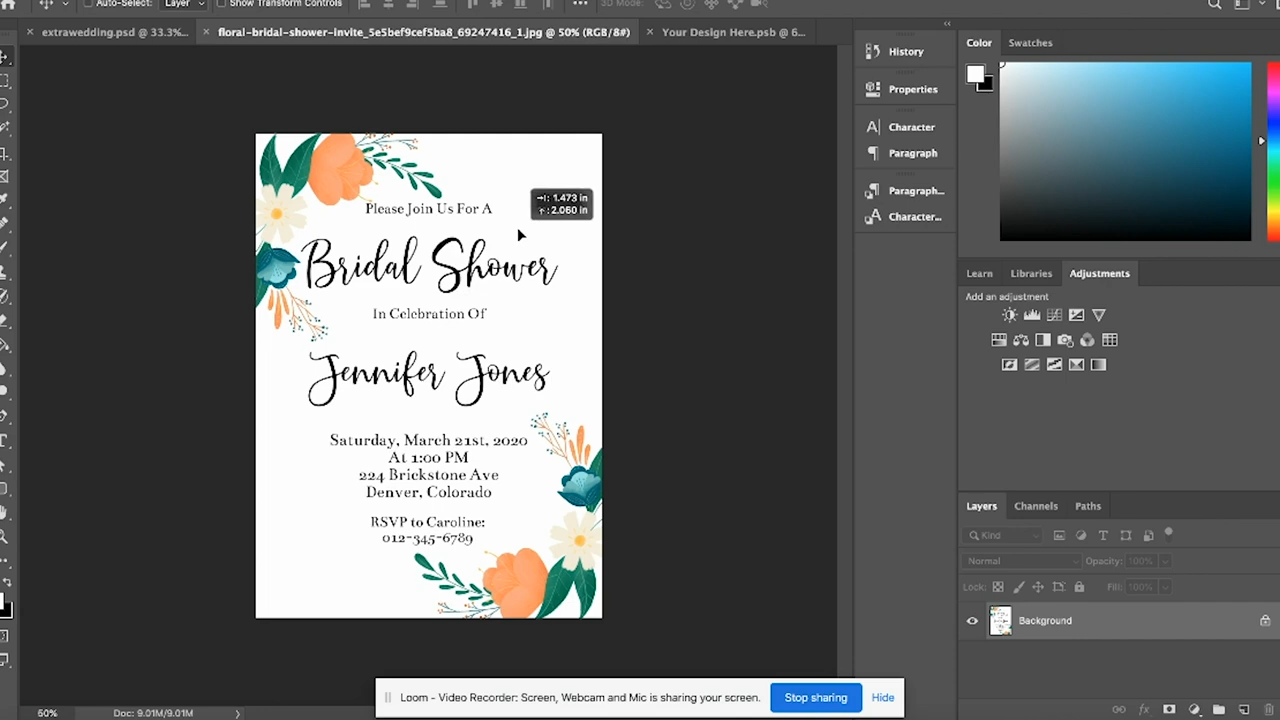 Auto-Select:
Layer
Show Transform Controls
3D Mode:
extrawedding.psd @ 33.3%...
floral-bridal-shower-invite_5e5bef9cef5ba8_69247416_1.jpg @ 50% (RGB/8#)
Your Design Here.psb @ 6...
History
Properties
Character
Paragraph
Paragraph...
Character...
Color
Swatches
1.473 in
2.060 in
Please Join Us For A
Bridal Shower
In Celebration Of
Jennifer Jones
Saturday, March 21st, 2020
At 1:00 PM
224 Brickstone Ave
Denver, Colorado
RSVP to Caroline:
012-345-6789
Learn
Libraries
Adjustments
Add an adjustment
Layers
Channels
Paths
Kind
Normal
Opacity: 100%
Lock:
Fill: 100%
Background
Loom - Video Recorder: Screen, Webcam and Mic is sharing your screen.
Stop sharing
Hide
50%
Doc: 9.01M/9.01M